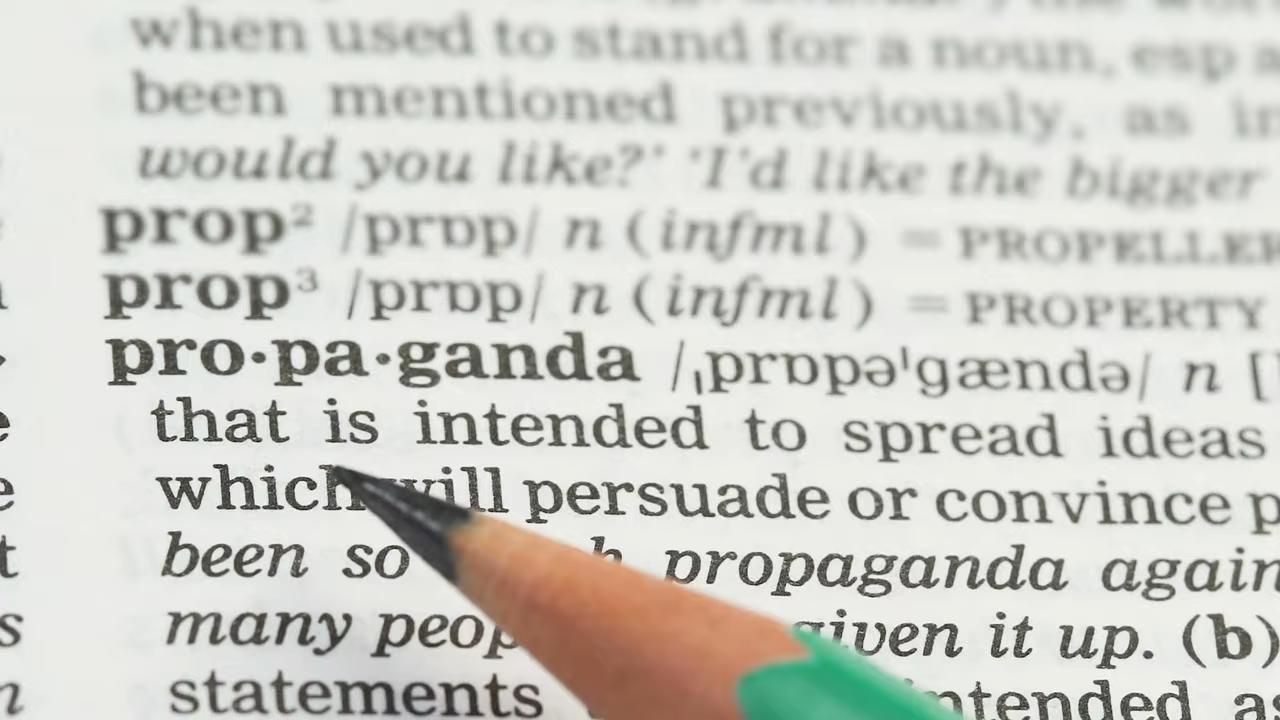 when used to stand for a noun, esp a
been mentioned previously, as in
would you like?' 'I'd like the bigger
prop² /prɒp/ n (infml) = PROPELLER
prop³ /prɒp/ n (infml) = PROPERTY
pro·pa·ganda /ˌprɒpəˈgændə/ n [
that is intended to spread ideas
which will persuade or convince p
been so propaganda again
many peop given it up. (b)
statements intended as